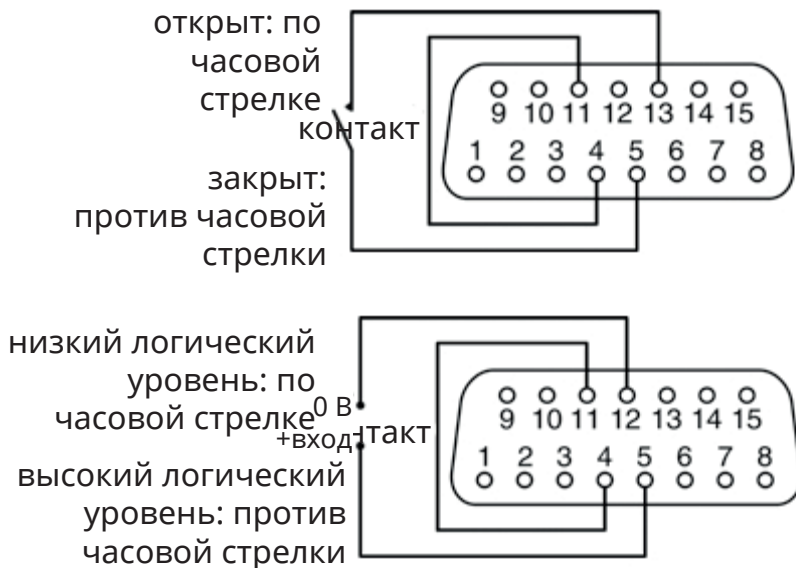 открыт: по
часовой
стрелке
контакт
закрыт:
против часовой
стрелки
9 10 11 12 13 14 15
1 2 3 4 5 6 7 8
низкий логический
уровень: по
часовой стрелке
0 В
+вход
нтакт
высокий логический
уровень: против
часовой стрелки
9 10 11 12 13 14 15
1 2 3 4 5 6 7 8